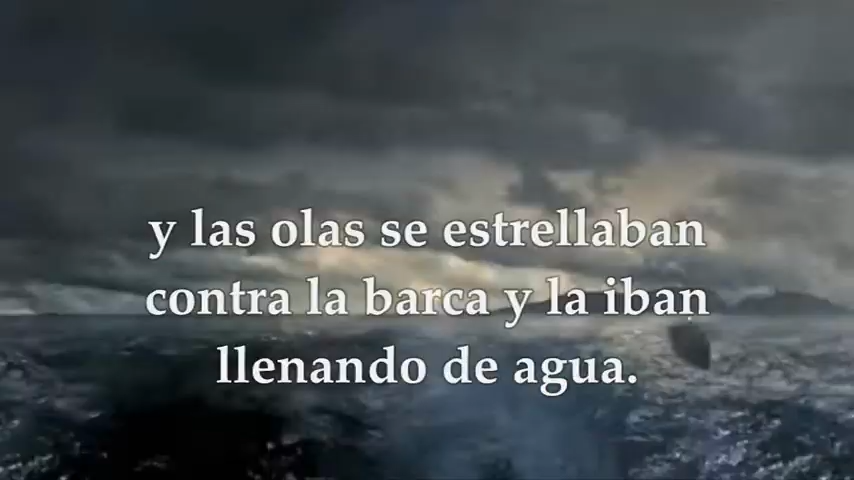 y las olas se estrellaban
contra la barca y la iban
llenando de agua.